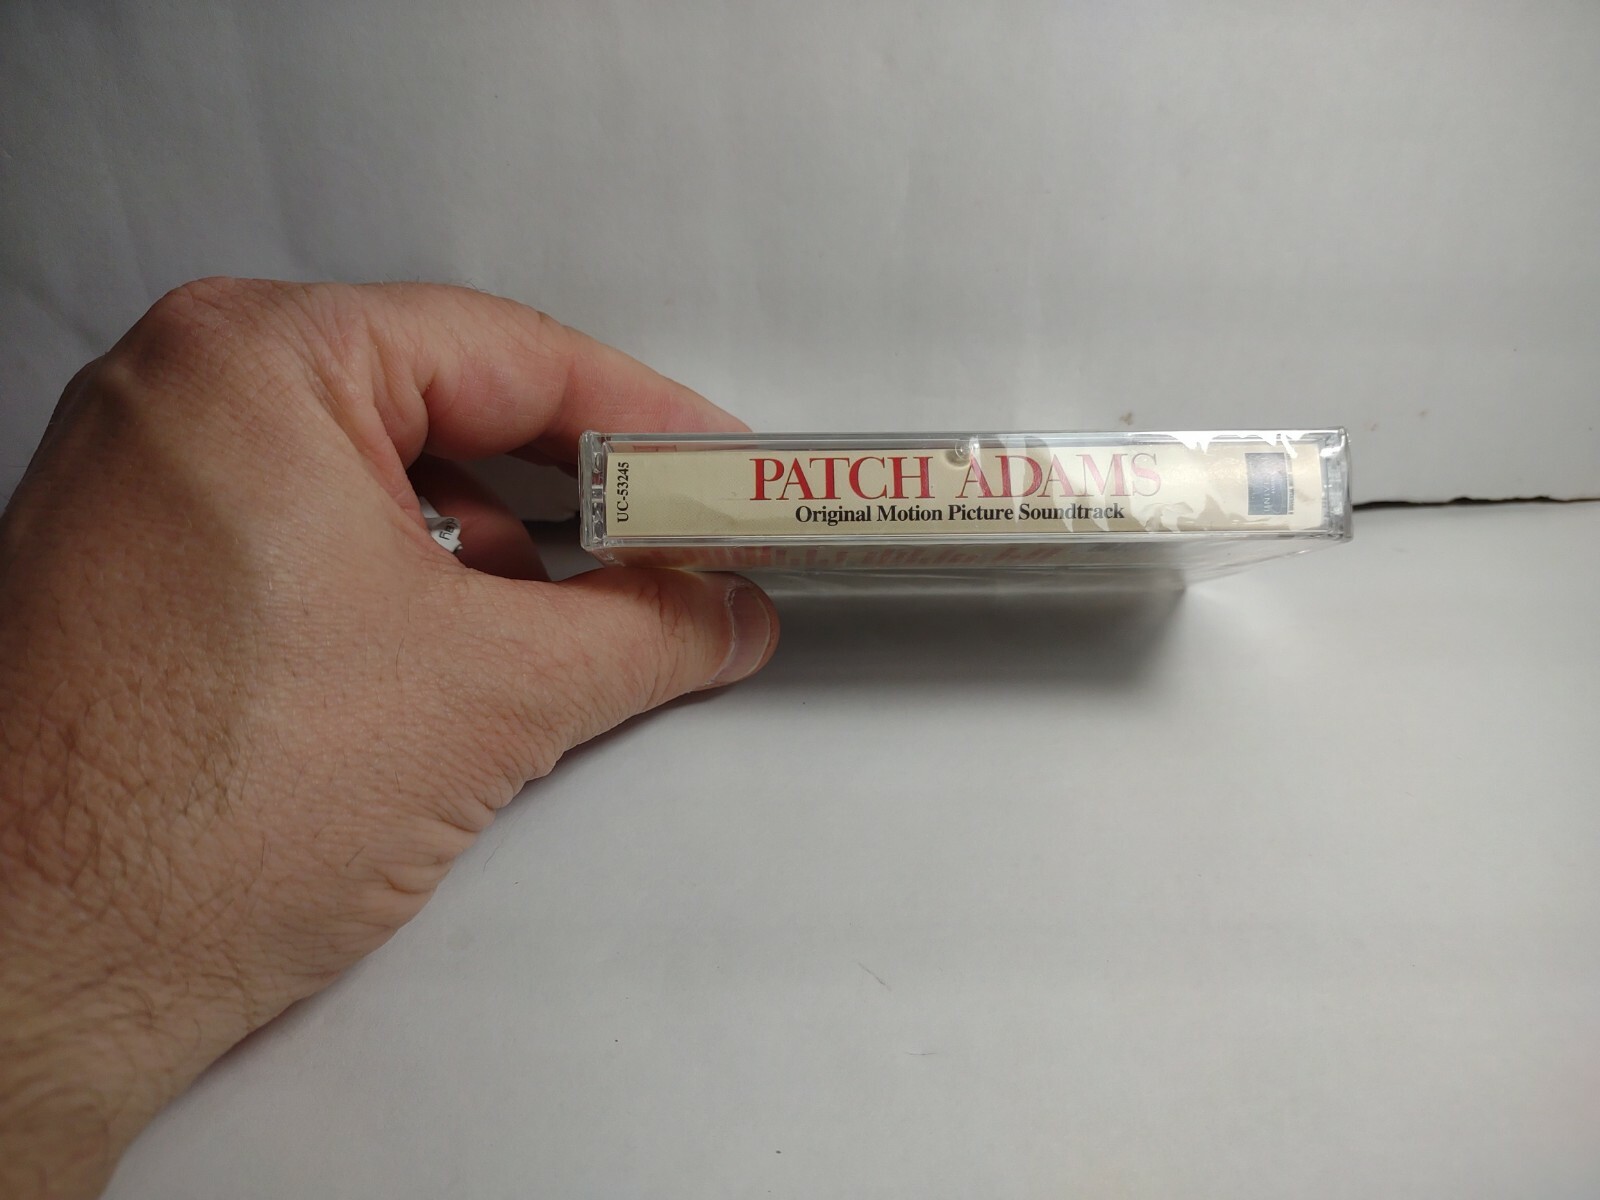 UC-53245
PATCH ADAMS
Original Motion Picture Soundtrack